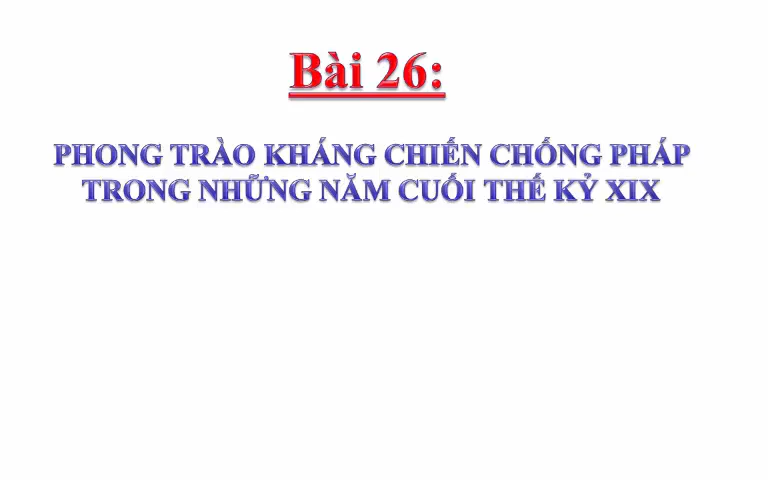 Bài 26:
PHONG TRÀO KHÁNG CHIẾN CHỐNG PHÁP
TRONG NHỮNG NĂM CUỐI THẾ KỶ XIX